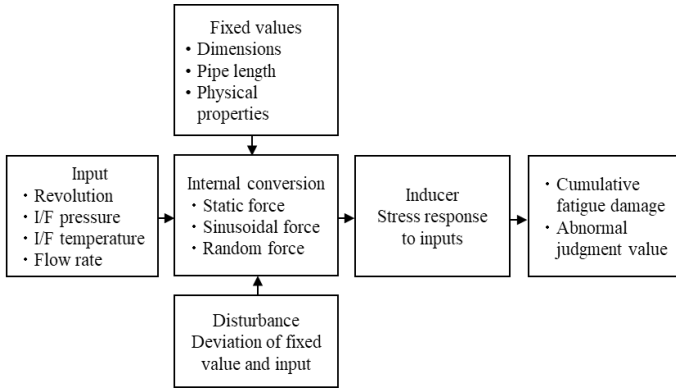 Fixed values
・Dimensions
・Pipe length
・Physical
properties
Input
・Revolution
・I/F pressure
・I/F temperature
・Flow rate
Internal conversion
・Static force
・Sinusoidal force
・Random force
Inducer
Stress response
to inputs
・Cumulative
fatigue damage
・Abnormal
judgment value
Disturbance
Deviation of fixed
value and input